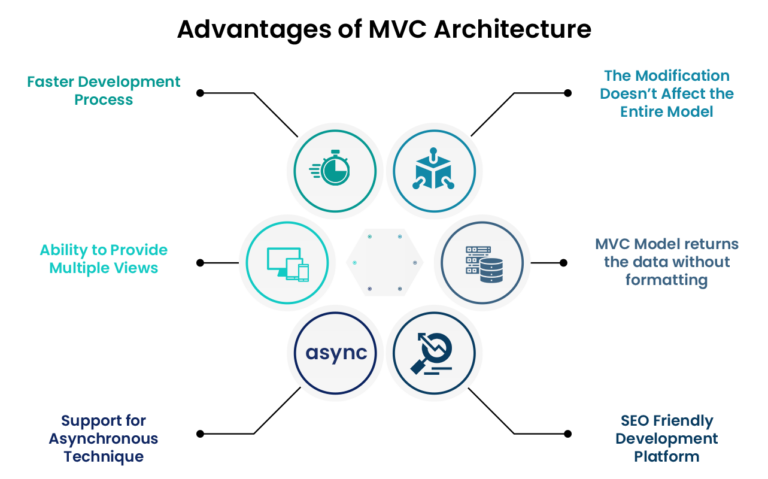 Advantages of MVC Architecture
Faster Development
Process
The Modification
Doesn't Affect the
Entire Model
Ability to Provide
Multiple Views
MVC Model returns
the data without
formatting
async
Support for
Asynchronous
Technique
SEO Friendly
Development
Platform